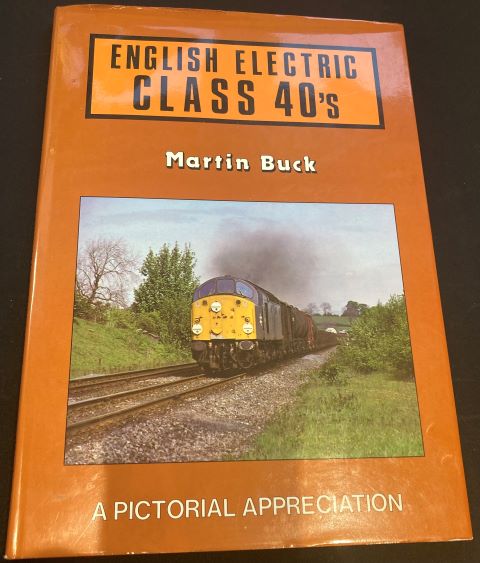 ENGLISH ELECTRIC
CLASS 40's
Martin Buck
A PICTORIAL APPRECIATION